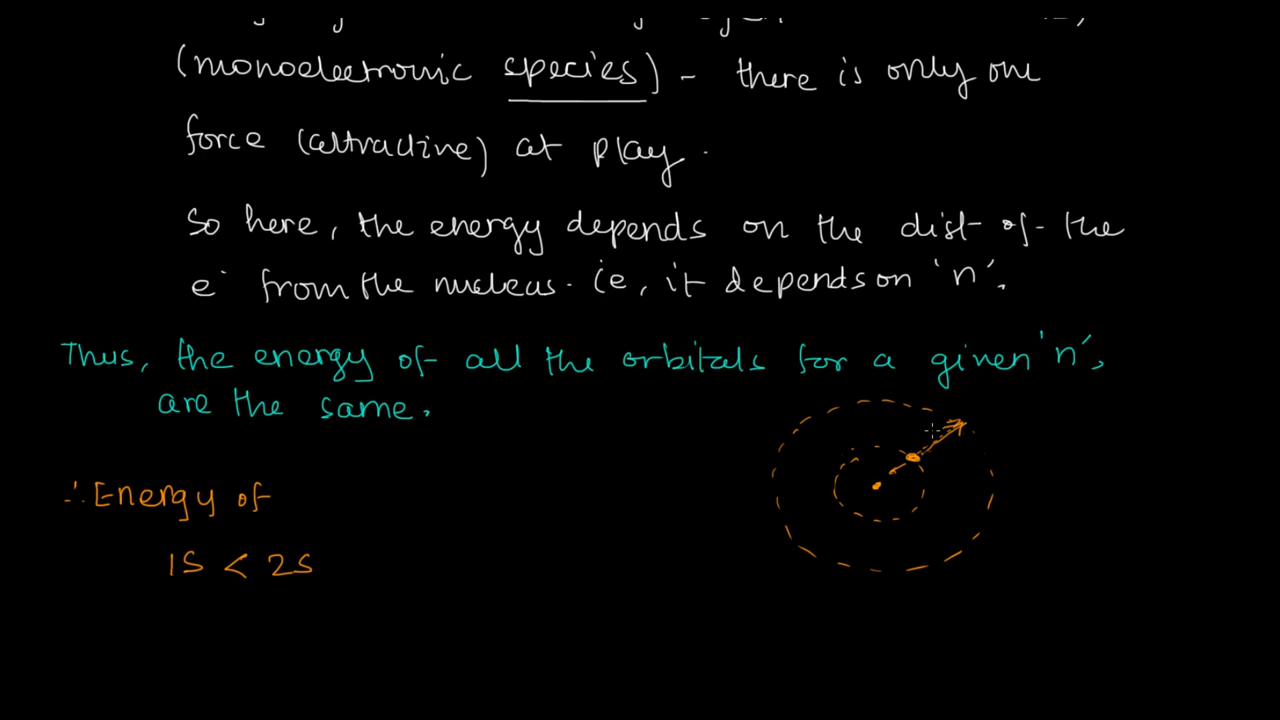 (monoelectronic species) - there is only one
force (attractive) at play.
So here, the energy depends on the dist of the
e⁻ from the nucleus. ie, it depends on 'n'.
Thus, the energy of all the orbitals for a given 'n',
are the same.
∴ Energy of
1S < 2S